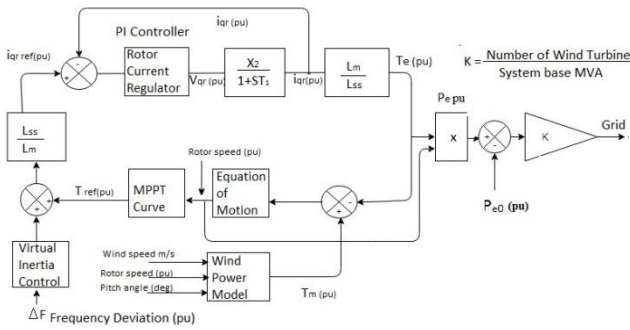 PI Controller
iqr (pu)
iqr ref(pu)
+
-
Rotor
Current
Regulator
Vqr (pu)
X2
1+ST1
iqr(pu)
Lm
Lss
Te (pu)
K = Number of Wind Turbine
System base MVA
Pe pu
x
+
-
K
Grid
Pe0 (pu)
Lss
Lm
Rotor speed (pu)
T ref(pu)
MPPT
Curve
Equation
of
Motion
-
+
+
+
Virtual
Inertia
Control
Wind speed m/s
Rotor speed (pu)
Pitch angle (deg)
Wind
Power
Model
Tm (pu)
ΔF Frequency Deviation (pu)